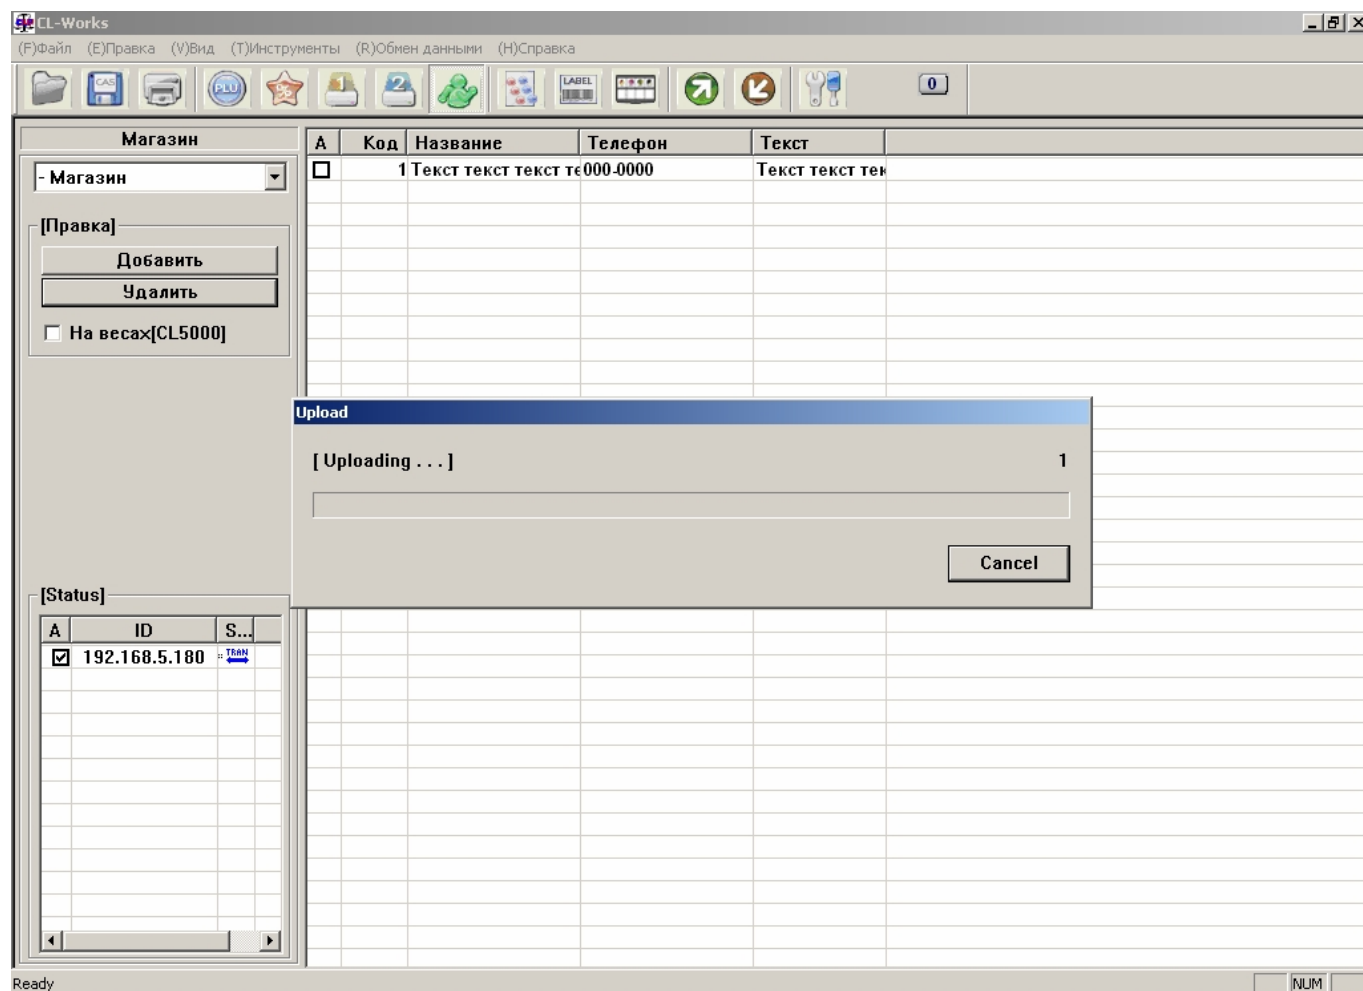 CL-Works
(F)Файл (E)Правка (V)Вид (T)Инструменты (R)Обмен данными (H)Справка
CAS PLU % 1 2 LABEL 0
Магазин
A Код Название Телефон Текст
- Магазин
1 Текст текст текст те 000-0000 Текст текст тек
[Правка]
Добавить
Удалить
На весах[CL5000]
Upload
[ Uploading . . . ] 1
Cancel
[Status]
A ID S...
192.168.5.180 TRAN
Ready NUM